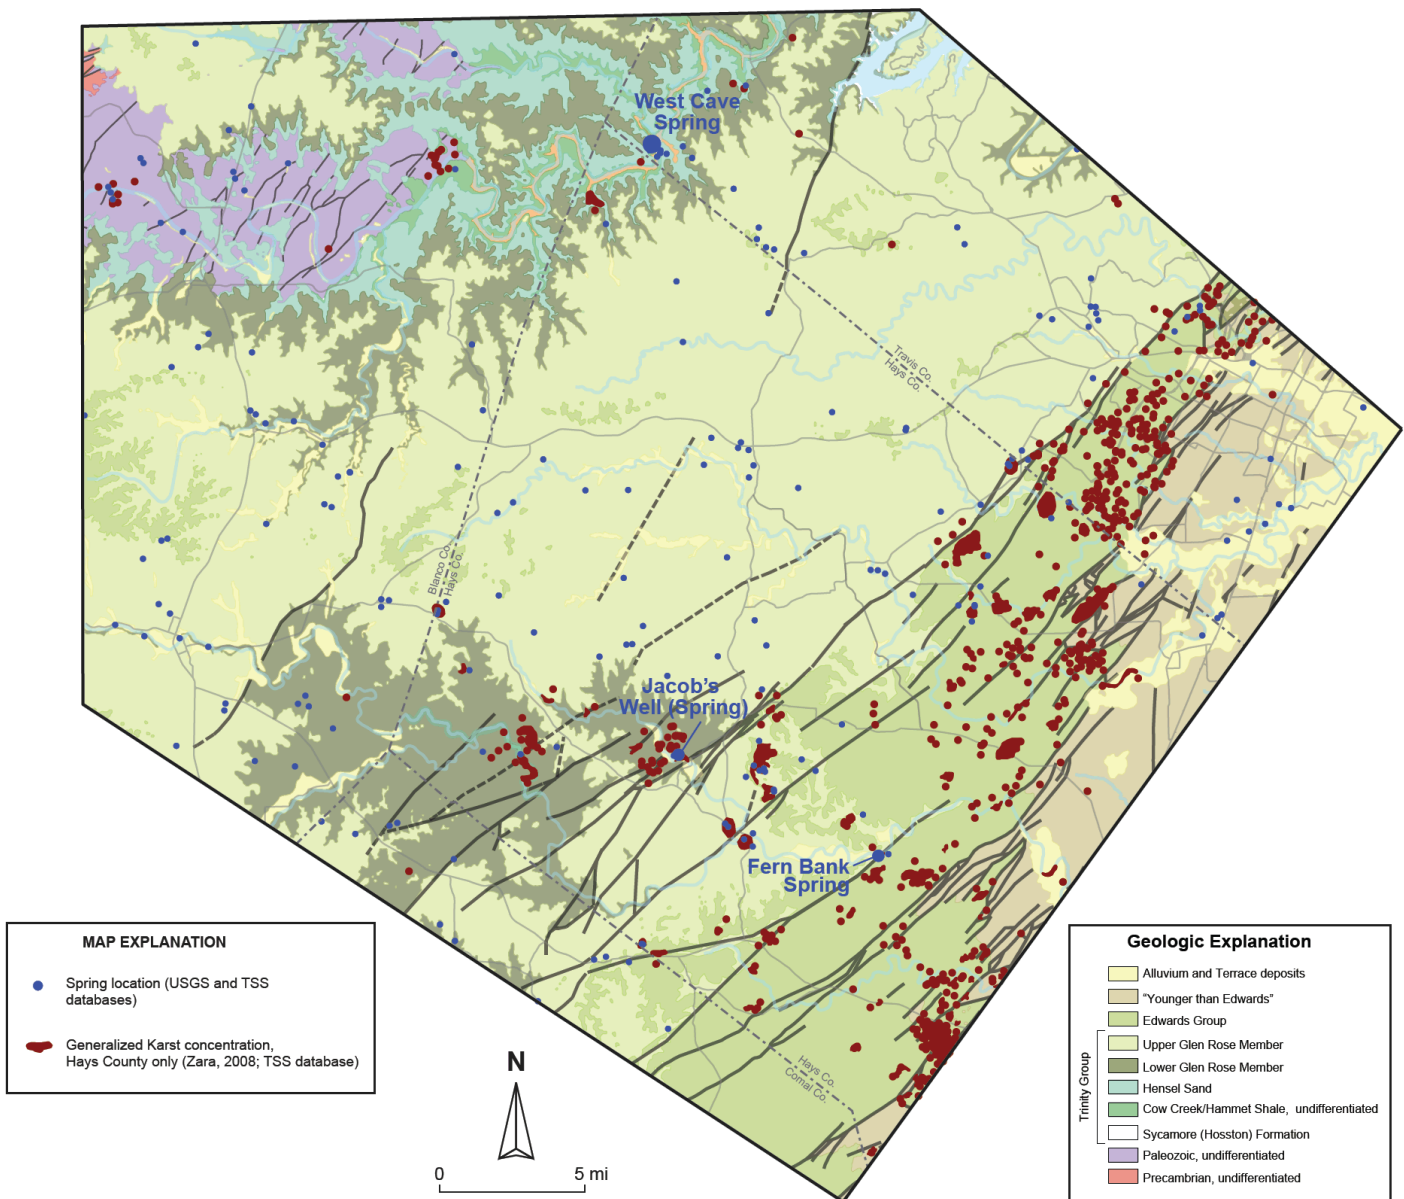 West Cave
Spring
Travis Co.
Hays Co.
Blanco Co.
Hays Co.
Jacob's
Well (Spring)
Fern Bank
Spring
Hays Co.
Comal Co.
MAP EXPLANATION
Spring location (USGS and TSS
databases)
Generalized Karst concentration,
Hays County only (Zara, 2008; TSS database)
N
0 5 mi
Geologic Explanation
Alluvium and Terrace deposits
“Younger than Edwards”
Edwards Group
Trinity Group
Upper Glen Rose Member
Lower Glen Rose Member
Hensel Sand
Cow Creek/Hammet Shale, undifferentiated
Sycamore (Hosston) Formation
Paleozoic, undifferentiated
Precambrian, undifferentiated